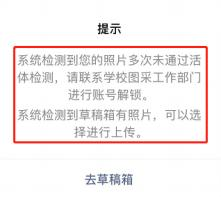 提示
系统检测到您的照片多次未通过活
体检测，请联系学校图采工作部门
进行账号解锁。
系统检测到草稿箱有照片，可以选
择进行上传。
去草稿箱